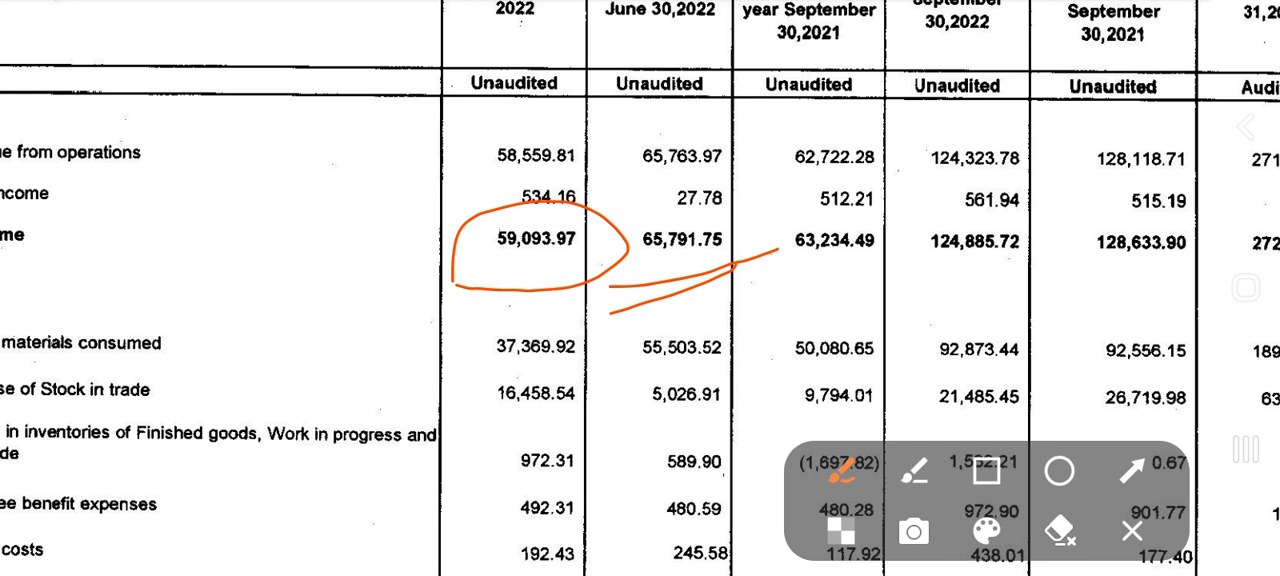 2022 June 30,2022 year September 30,2021 September 30,2022 September 30,2021 31,20
Unaudited Unaudited Unaudited Unaudited Unaudited Audi
e from operations 58,559.81 65,763.97 62,722.28 124,323.78 128,118.71 271
ncome 534.16 27.78 512.21 561.94 515.19
me 59,093.97 65,791.75 63,234.49 124,885.72 128,633.90 272
materials consumed 37,369.92 55,503.52 50,080.65 92,873.44 92,556.15 189
se of Stock in trade 16,458.54 5,026.91 9,794.01 21,485.45 26,719.98 63
in inventories of Finished goods, Work in progress and
de 972.31 589.90 (1,697.82) 0.67
ee benefit expenses 492.31 480.59 480.28 972.90 901.77 1
costs 192.43 245.58 117.92 438.01 177.40